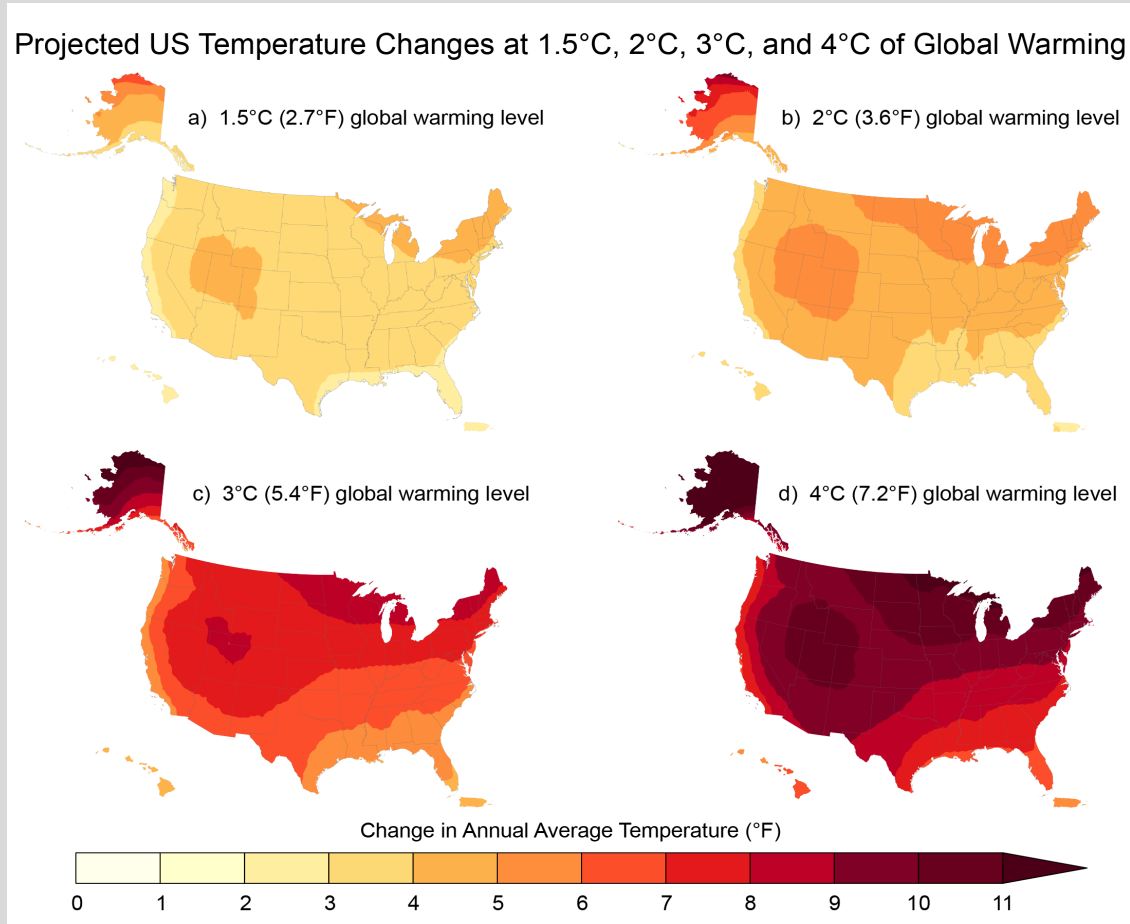 Projected US Temperature Changes at 1.5°C, 2°C, 3°C, and 4°C of Global Warming
a) 1.5°C (2.7°F) global warming level
b) 2°C (3.6°F) global warming level
c) 3°C (5.4°F) global warming level
d) 4°C (7.2°F) global warming level
Change in Annual Average Temperature (°F)
0 1 2 3 4 5 6 7 8 9 10 11